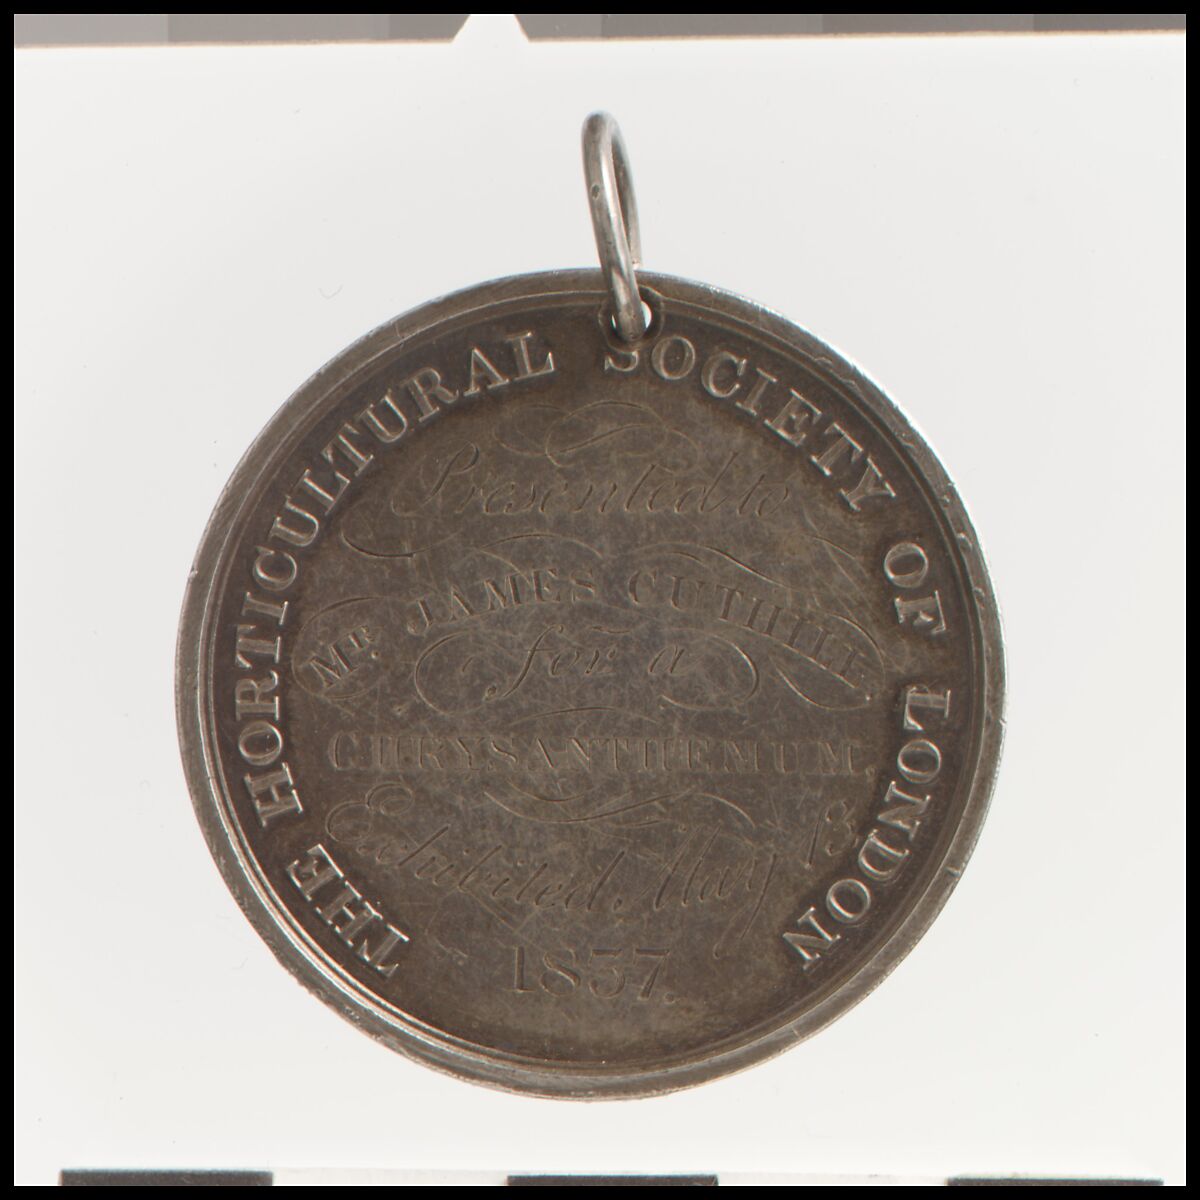 THE HORTICULTURAL SOCIETY OF LONDON
Presented to
Mr. JAMES CUTHILL
for a
CHRYSANTHEMUM,
Exhibited, May 13
1837.